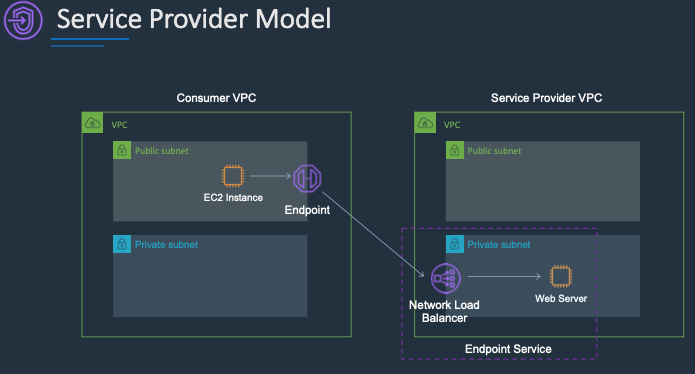 Service Provider Model
Consumer VPC
Service Provider VPC
VPC
VPC
Public subnet
Public subnet
EC2 Instance
Endpoint
Private subnet
Private subnet
Network Load
Balancer
Web Server
Endpoint Service